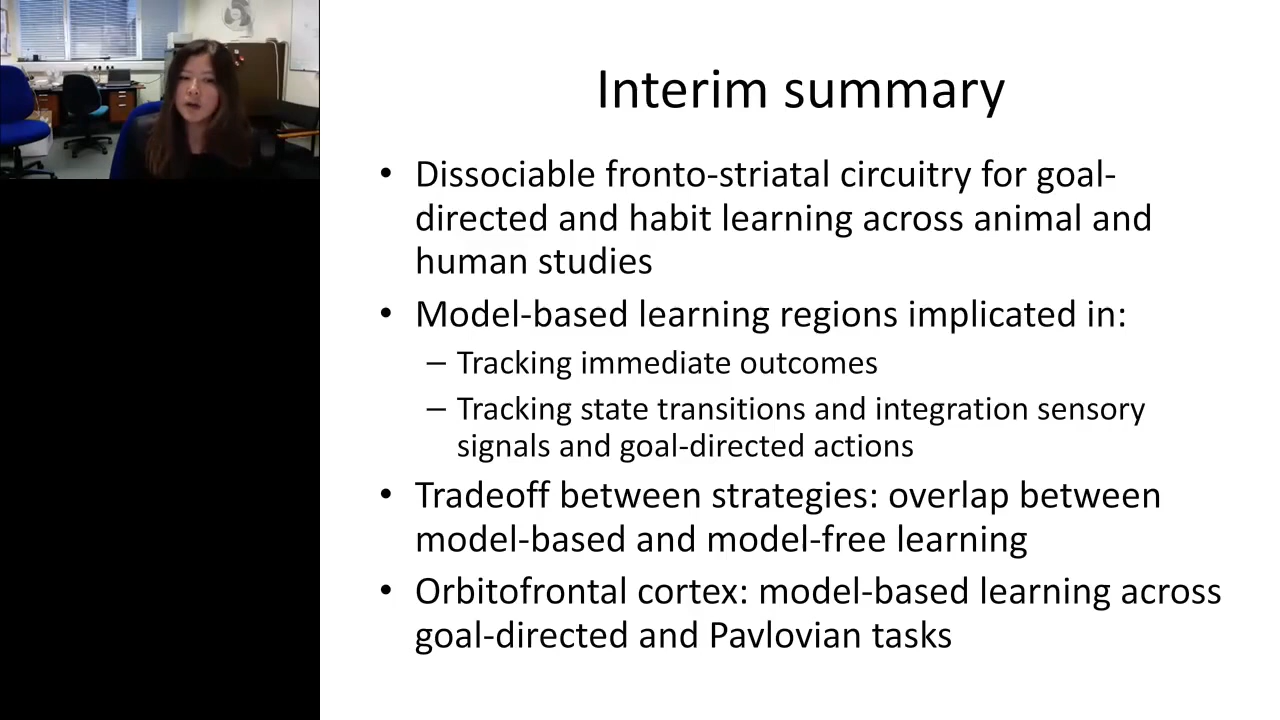 Interim summary
• Dissociable fronto-striatal circuitry for goal-
directed and habit learning across animal and
human studies
• Model-based learning regions implicated in:
– Tracking immediate outcomes
– Tracking state transitions and integration sensory
signals and goal-directed actions
• Tradeoff between strategies: overlap between
model-based and model-free learning
• Orbitofrontal cortex: model-based learning across
goal-directed and Pavlovian tasks